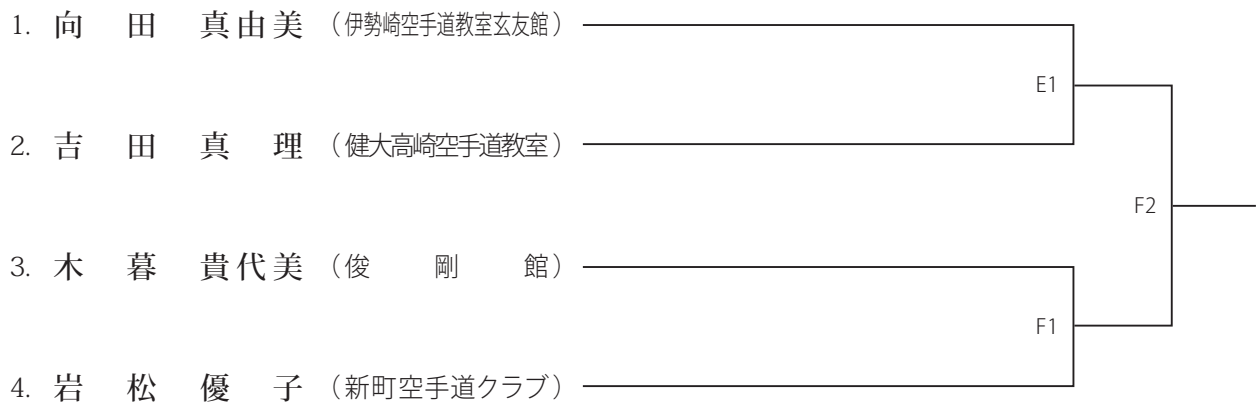 1. 向田 真由美 （伊勢崎空手道教室玄友館）
E1
2. 吉田 真理 （健大高崎空手道教室）
F2
3. 木暮 貴代美 （俊剛館）
F1
4. 岩松 優子 （新町空手道クラブ）